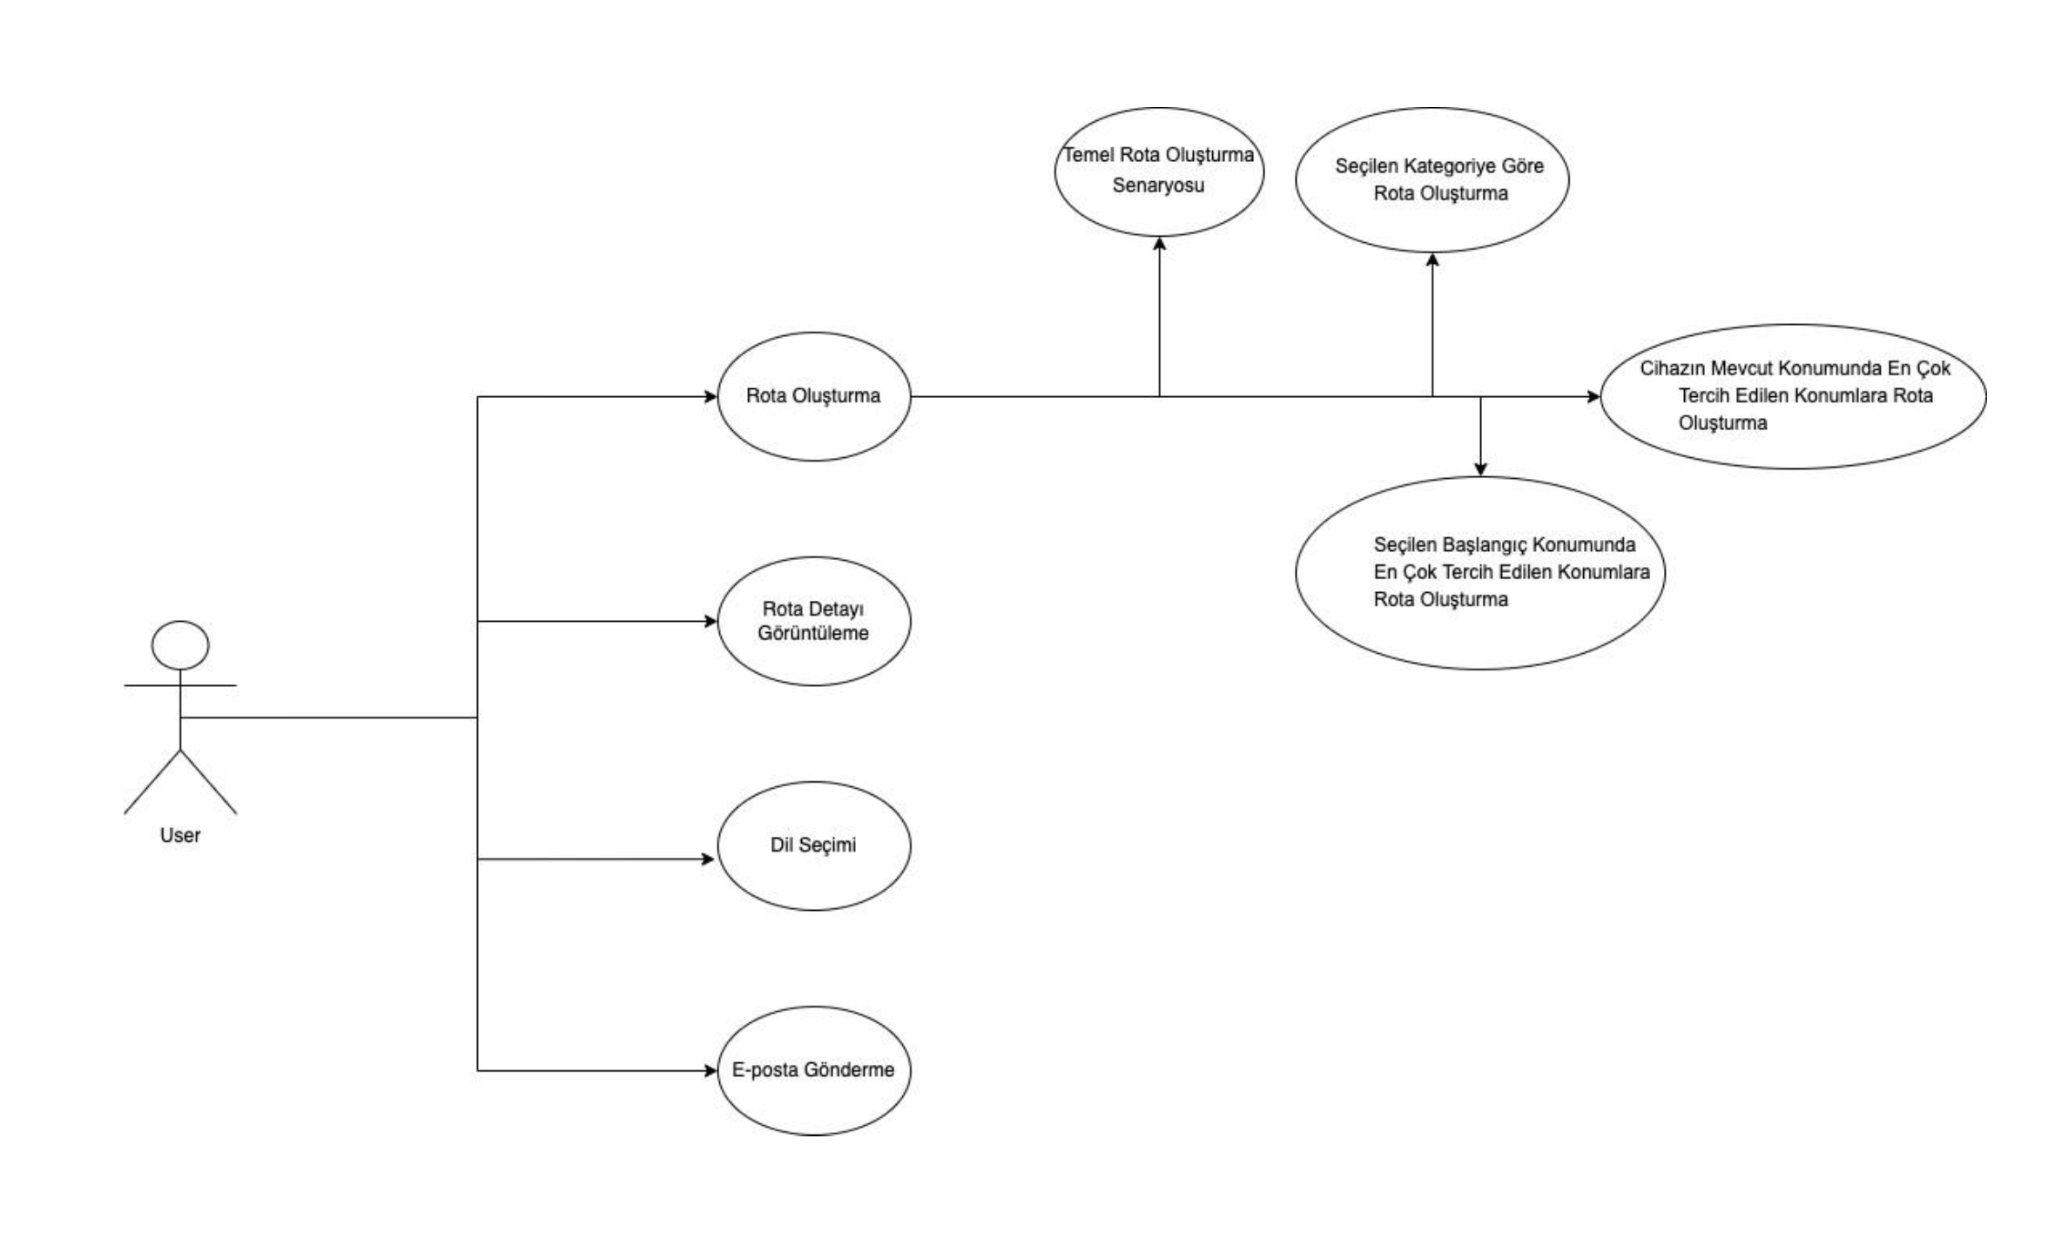 Temel Rota Oluşturma
Senaryosu
Seçilen Kategoriye Göre
Rota Oluşturma
Rota Oluşturma
Cihazın Mevcut Konumunda En Çok
Tercih Edilen Konumlara Rota
Oluşturma
Seçilen Başlangıç Konumunda
En Çok Tercih Edilen Konumlara
Rota Oluşturma
Rota Detayı
Görüntüleme
User
Dil Seçimi
E-posta Gönderme